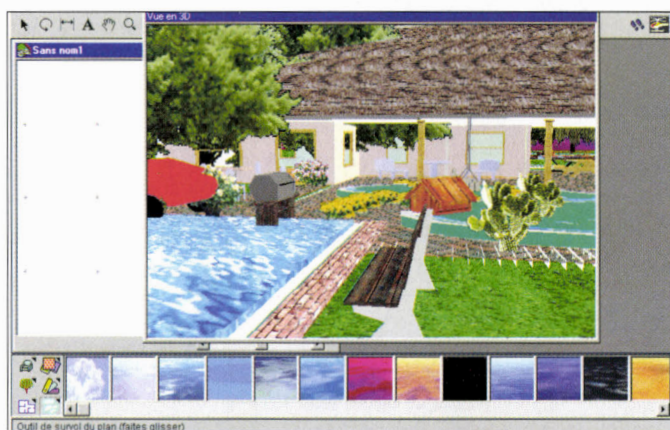 Vue en 3D
A
Sans nom1
Outil de survol du plan (faites glisser)